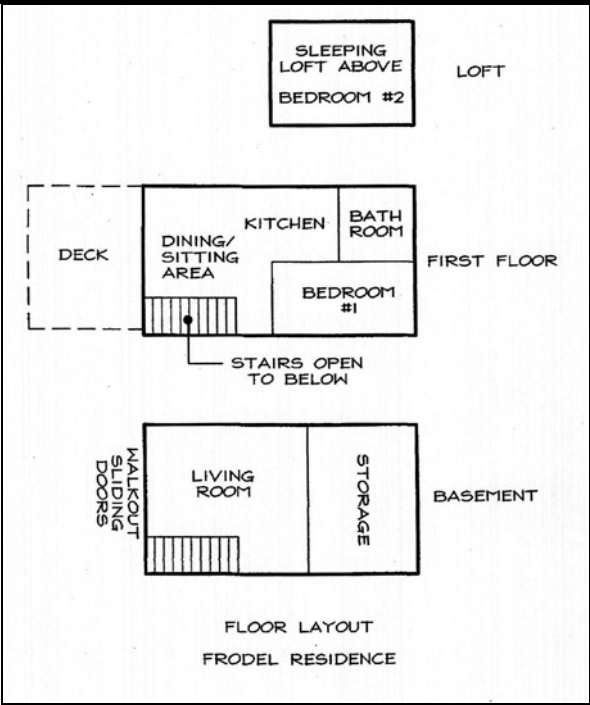 SLEEPING
LOFT ABOVE
BEDROOM #2
LOFT
KITCHEN
BATH
ROOM
DECK
DINING/
SITTING
AREA
FIRST FLOOR
BEDROOM
#1
STAIRS OPEN
TO BELOW
WALKOUT
SLIDING
DOORS
LIVING
ROOM
STORAGE
BASEMENT
FLOOR LAYOUT
FRODEL RESIDENCE